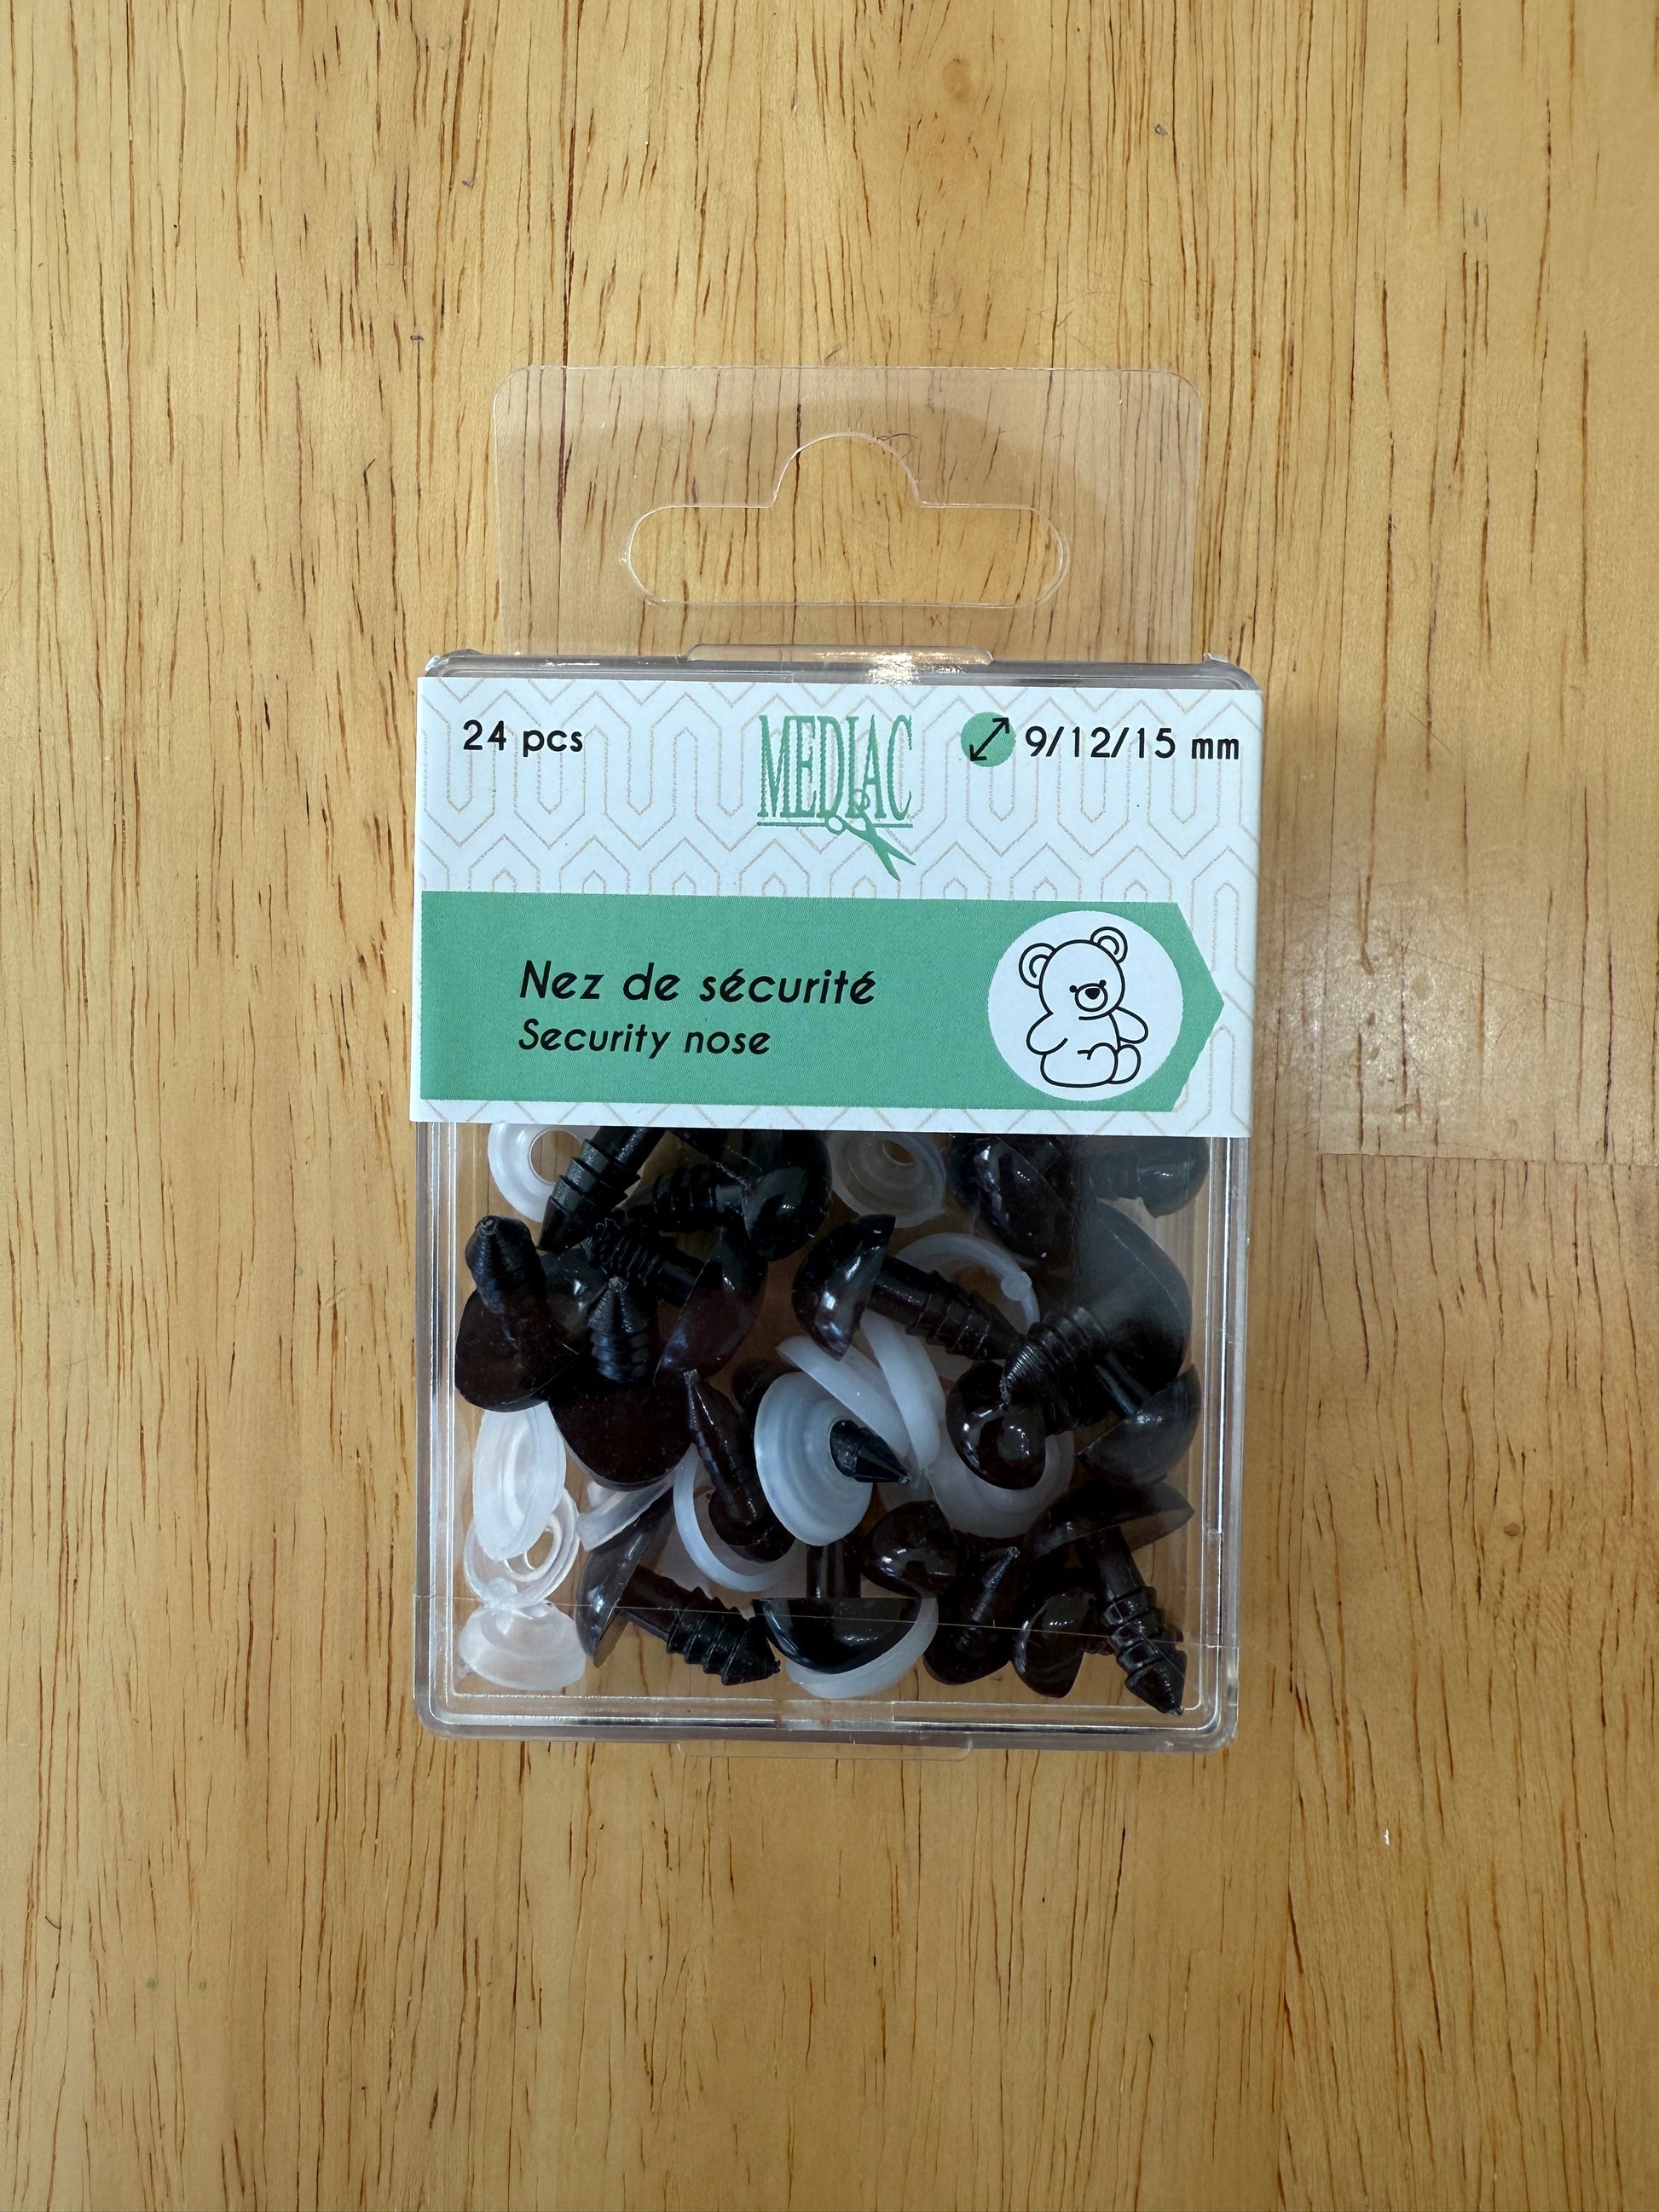 24 pcs
MEDIAC
9/12/15 mm
Nez de sécurité
Security nose